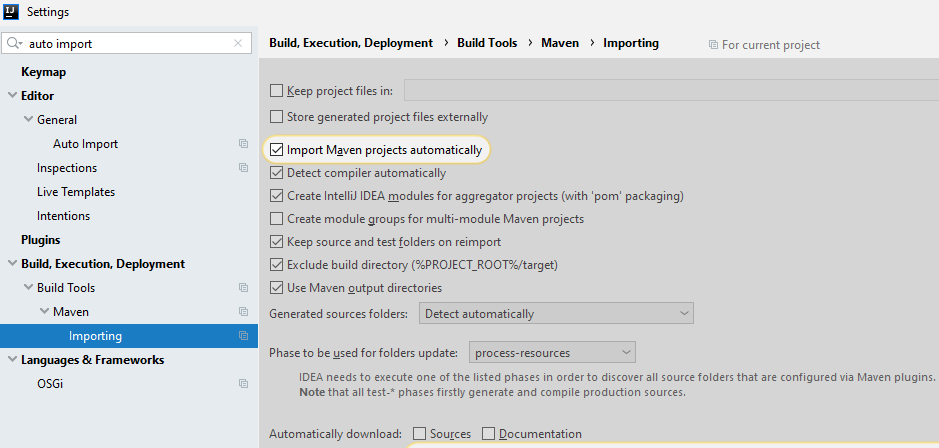 Settings
auto import
Keymap
Editor
General
Auto Import
Inspections
Live Templates
Intentions
Plugins
Build, Execution, Deployment
Build Tools
Maven
Importing
Languages & Frameworks
OSGi
Build, Execution, Deployment › Build Tools › Maven › Importing For current project
Keep project files in:
Store generated project files externally
Import Maven projects automatically
Detect compiler automatically
Create IntelliJ IDEA modules for aggregator projects (with 'pom' packaging)
Create module groups for multi-module Maven projects
Keep source and test folders on reimport
Exclude build directory (%PROJECT_ROOT%/target)
Use Maven output directories
Generated sources folders: Detect automatically
Phase to be used for folders update: process-resources
IDEA needs to execute one of the listed phases in order to discover all source folders that are configured via Maven plugins.
Note that all test-* phases firstly generate and compile production sources.
Automatically download: Sources Documentation